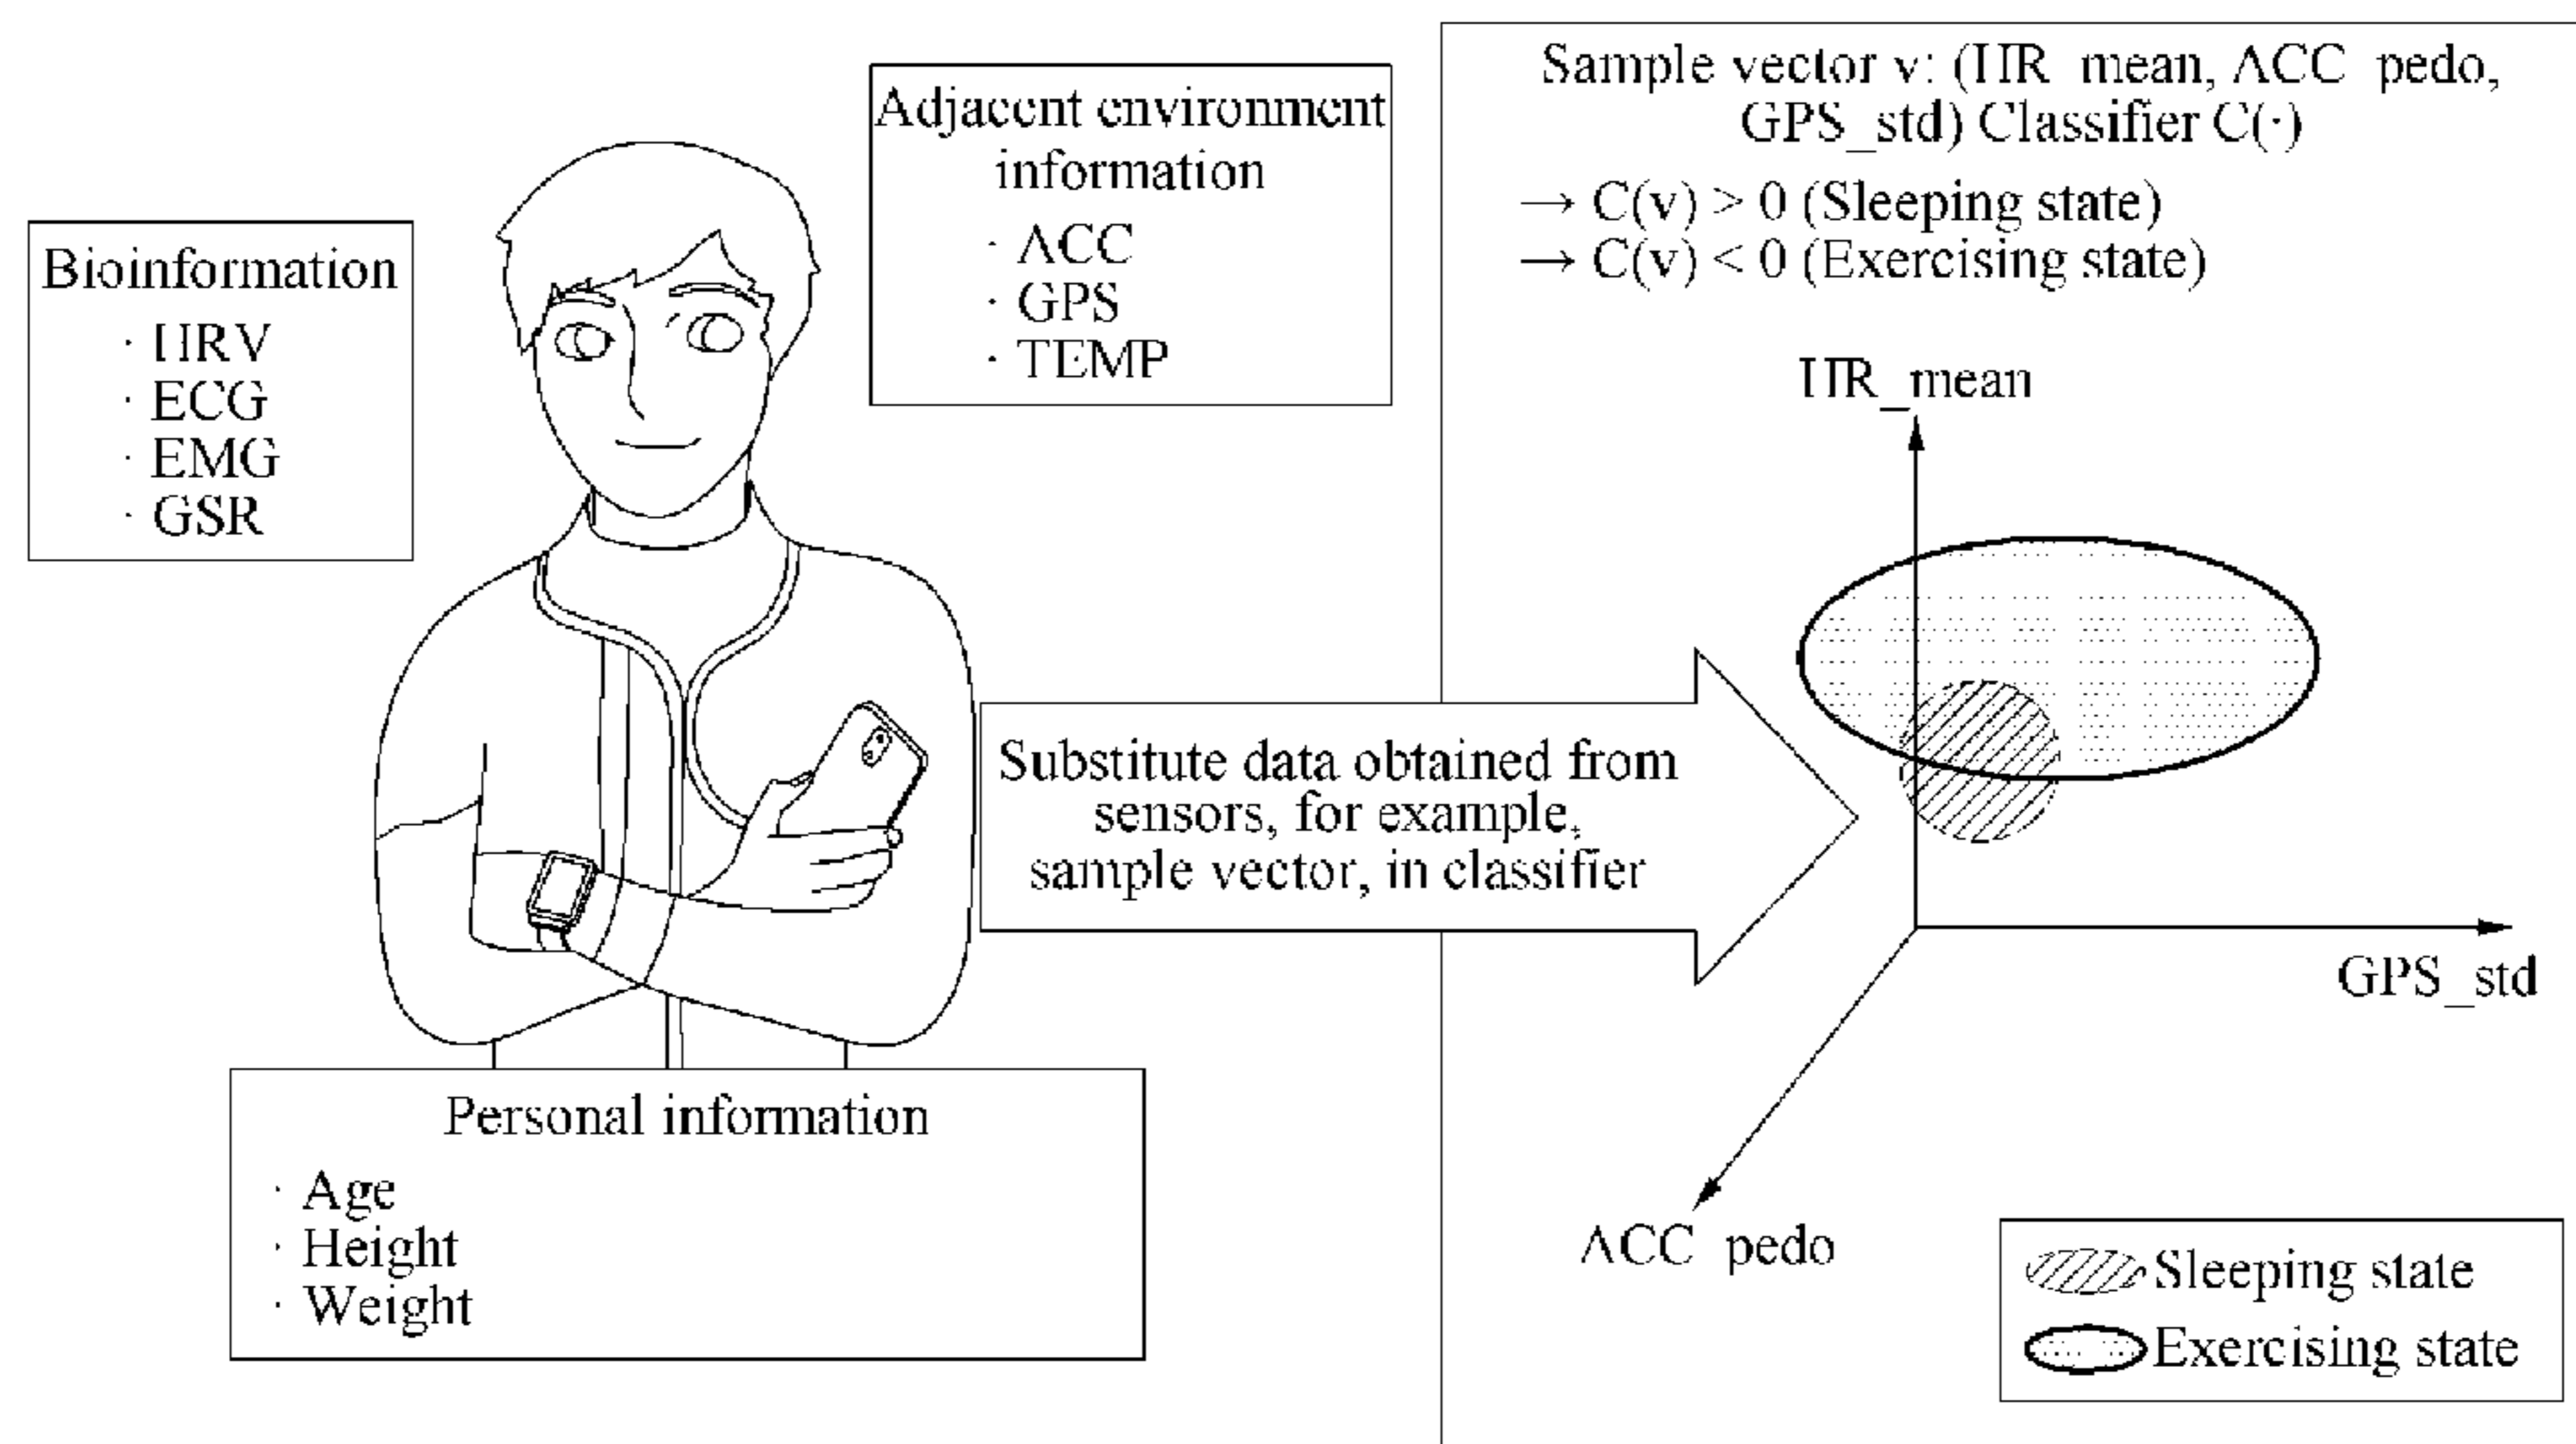 Bioinformation
· HRV
· ECG
· EMG
· GSR
Adjacent environment
information
· ACC
· GPS
· TEMP
Personal information
· Age
· Height
· Weight
Substitute data obtained from
sensors, for example,
sample vector, in classifier
Sample vector v: (HR_mean, ACC_pedo,
GPS_std) Classifier C(·)
→ C(v) > 0 (Sleeping state)
→ C(v) < 0 (Exercising state)
HR_mean
GPS_std
ACC_pedo
Sleeping state
Exercising state